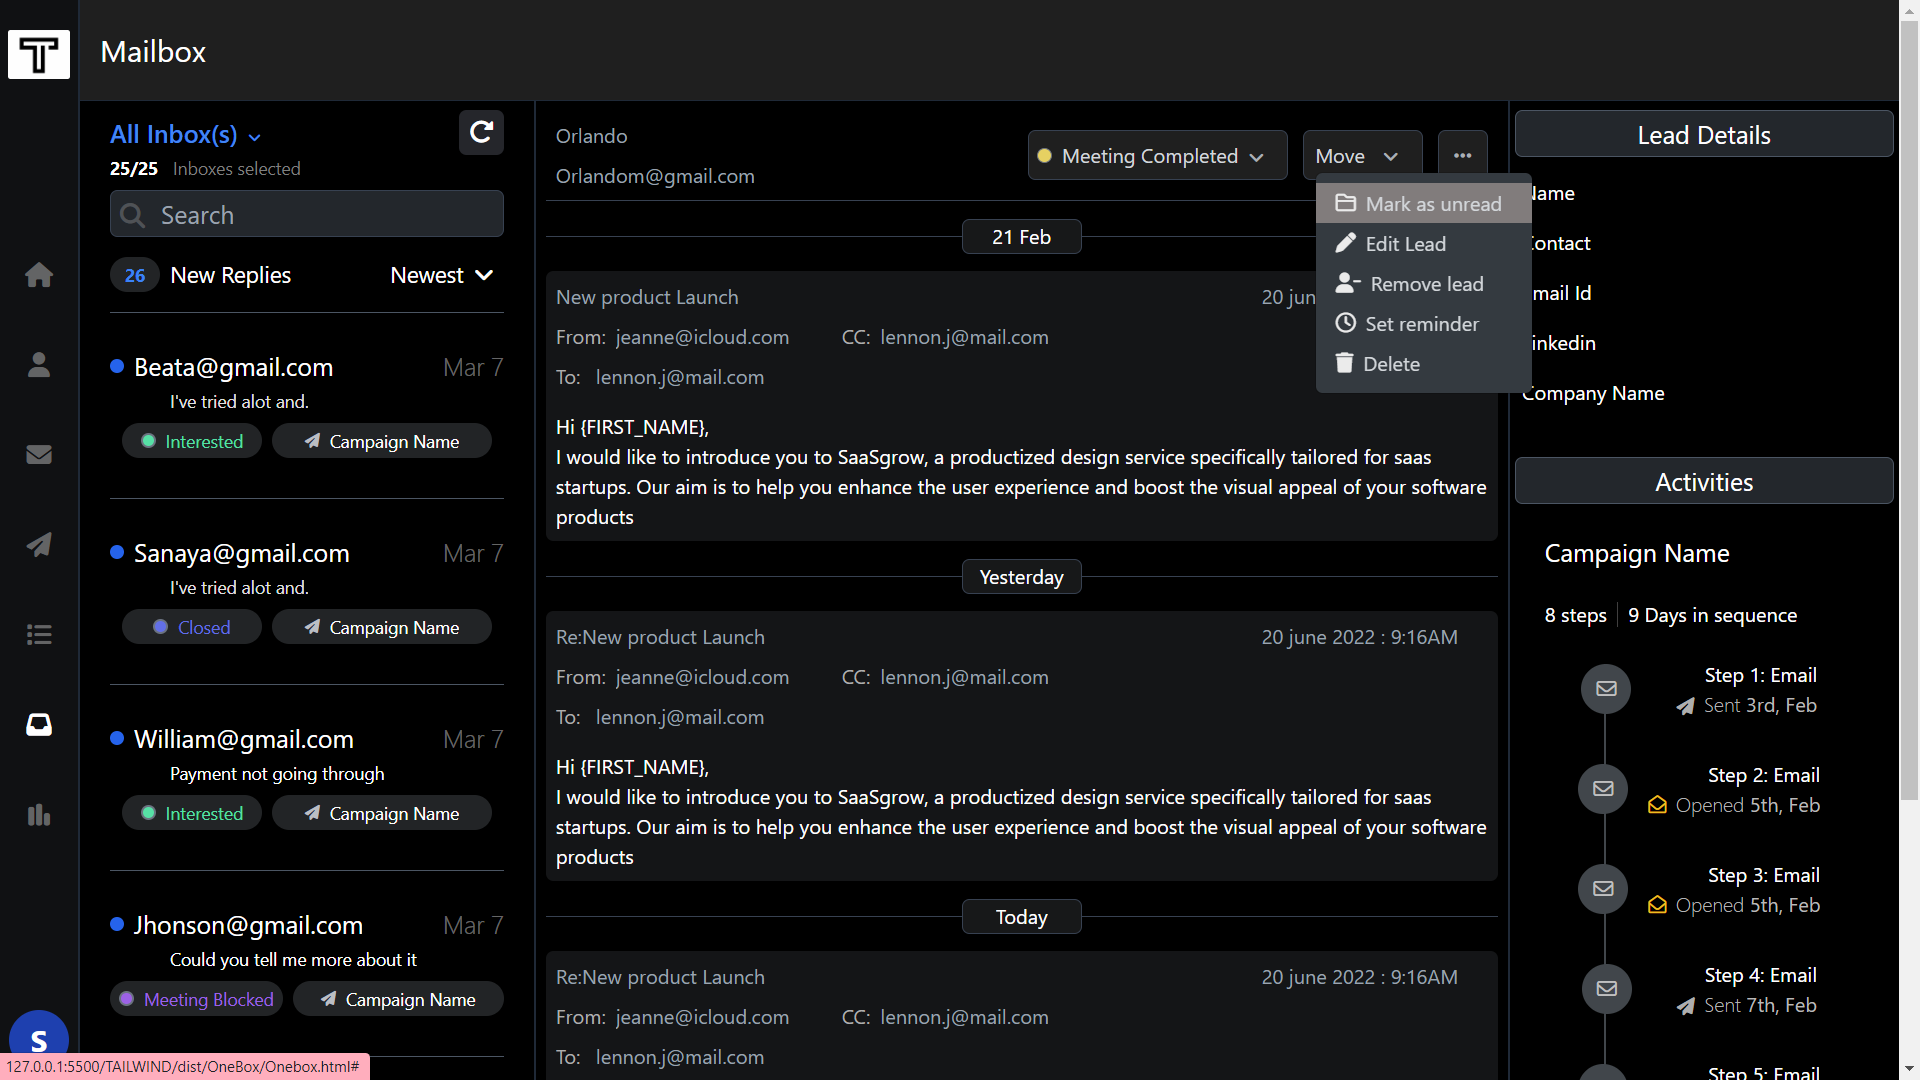 T
Mailbox
All Inbox(s)
25/25 Inboxes selected
Search
26 New Replies Newest
Beata@gmail.com Mar 7
I've tried alot and.
Interested Campaign Name
Sanaya@gmail.com Mar 7
I've tried alot and.
Closed Campaign Name
William@gmail.com Mar 7
Payment not going through
Interested Campaign Name
Jhonson@gmail.com Mar 7
Could you tell me more about it
Meeting Blocked Campaign Name
S
127.0.0.1:5500/TAILWIND/dist/OneBox/Onebox.html#
Orlando
Orlandom@gmail.com
Meeting Completed Move
Mark as unread
Edit Lead
Remove lead
Set reminder
Delete
21 Feb
New product Launch 20 june
From: jeanne@icloud.com CC: lennon.j@mail.com
To: lennon.j@mail.com
Hi {FIRST_NAME},
I would like to introduce you to SaaSgrow, a productized design service specifically tailored for saas
startups. Our aim is to help you enhance the user experience and boost the visual appeal of your software
products
Yesterday
Re:New product Launch 20 june 2022 : 9:16AM
From: jeanne@icloud.com CC: lennon.j@mail.com
To: lennon.j@mail.com
Hi {FIRST_NAME},
I would like to introduce you to SaaSgrow, a productized design service specifically tailored for saas
startups. Our aim is to help you enhance the user experience and boost the visual appeal of your software
products
Today
Re:New product Launch 20 june 2022 : 9:16AM
From: jeanne@icloud.com CC: lennon.j@mail.com
To: lennon.j@mail.com
Lead Details
Name
Contact
Email Id
Linkedin
Company Name
Activities
Campaign Name
8 steps 9 Days in sequence
Step 1: Email
Sent 3rd, Feb
Step 2: Email
Opened 5th, Feb
Step 3: Email
Opened 5th, Feb
Step 4: Email
Sent 7th, Feb
Step 5: Email